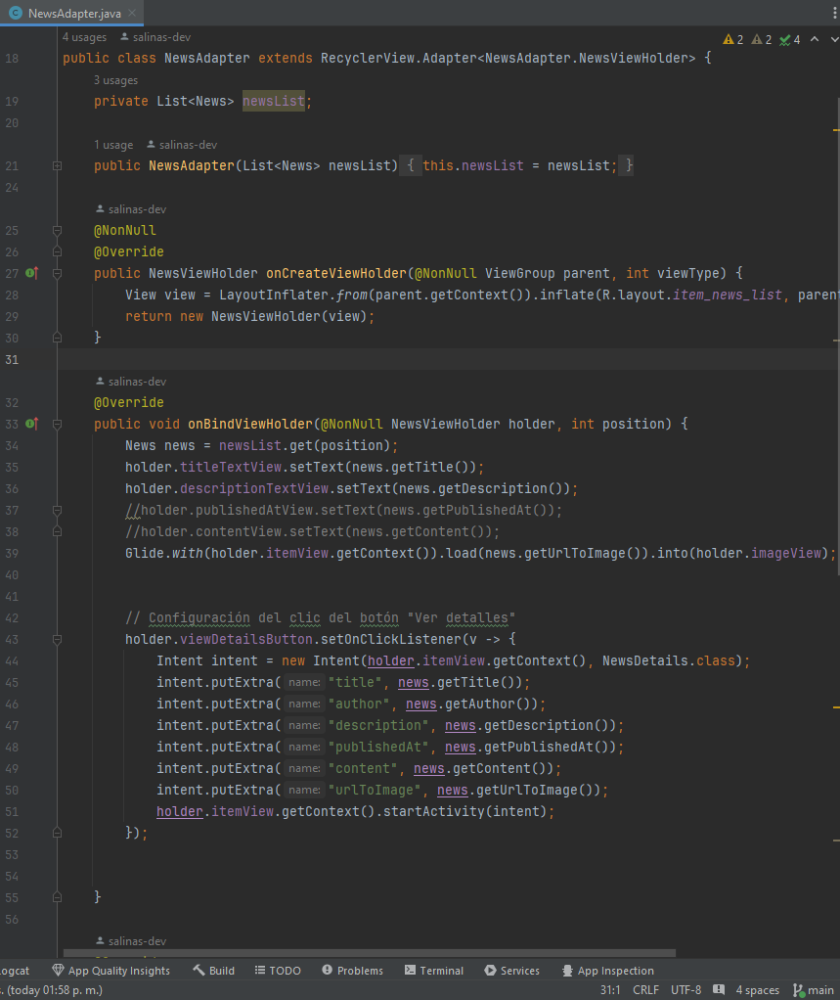 NewsAdapter.java
4 usages salinas-dev
2 2 4
18 public class NewsAdapter extends RecyclerView.Adapter<NewsAdapter.NewsViewHolder> {
3 usages
19 private List<News> newsList;
20
1 usage salinas-dev
21 public NewsAdapter(List<News> newsList) { this.newsList = newsList; }
24
salinas-dev
25 @NonNull
26 @Override
27 public NewsViewHolder onCreateViewHolder(@NonNull ViewGroup parent, int viewType) {
28 View view = LayoutInflater.from(parent.getContext()).inflate(R.layout.item_news_list, paren
29 return new NewsViewHolder(view);
30 }
31
salinas-dev
32 @Override
33 public void onBindViewHolder(@NonNull NewsViewHolder holder, int position) {
34 News news = newsList.get(position);
35 holder.titleTextView.setText(news.getTitle());
36 holder.descriptionTextView.setText(news.getDescription());
37 //holder.publishedAtView.setText(news.getPublishedAt());
38 //holder.contentView.setText(news.getContent());
39 Glide.with(holder.itemView.getContext()).load(news.getUrlToImage()).into(holder.imageView);
40
41
42 // Configuración del clic del botón "Ver detalles"
43 holder.viewDetailsButton.setOnClickListener(v -> {
44 Intent intent = new Intent(holder.itemView.getContext(), NewsDetails.class);
45 intent.putExtra( name: "title", news.getTitle());
46 intent.putExtra( name: "author", news.getAuthor());
47 intent.putExtra( name: "description", news.getDescription());
48 intent.putExtra( name: "publishedAt", news.getPublishedAt());
49 intent.putExtra( name: "content", news.getContent());
50 intent.putExtra( name: "urlToImage", news.getUrlToImage());
51 holder.itemView.getContext().startActivity(intent);
52 });
53
54
55 }
56
salinas-dev
ogcat App Quality Insights Build TODO Problems Terminal Services App Inspection
s. (today 01:58 p. m.) 31:1 CRLF UTF-8 4 spaces main